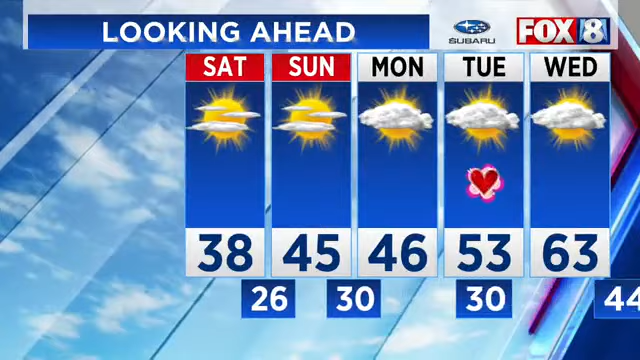 LOOKING AHEAD
SUBARU
FOX 8
SAT SUN MON TUE WED
38 45 46 53 63
26 30 30 44